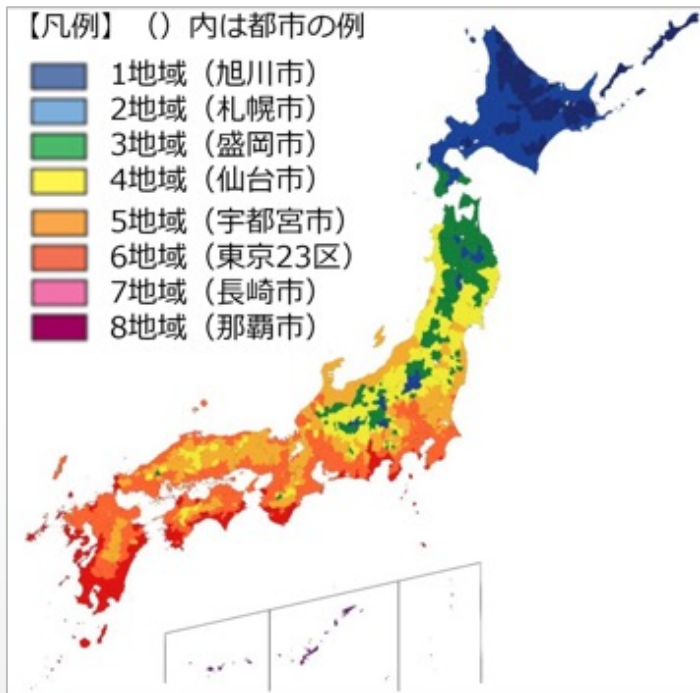 【凡例】 （）内は都市の例
1地域（旭川市）
2地域（札幌市）
3地域（盛岡市）
4地域（仙台市）
5地域（宇都宮市）
6地域（東京23区）
7地域（長崎市）
8地域（那覇市）